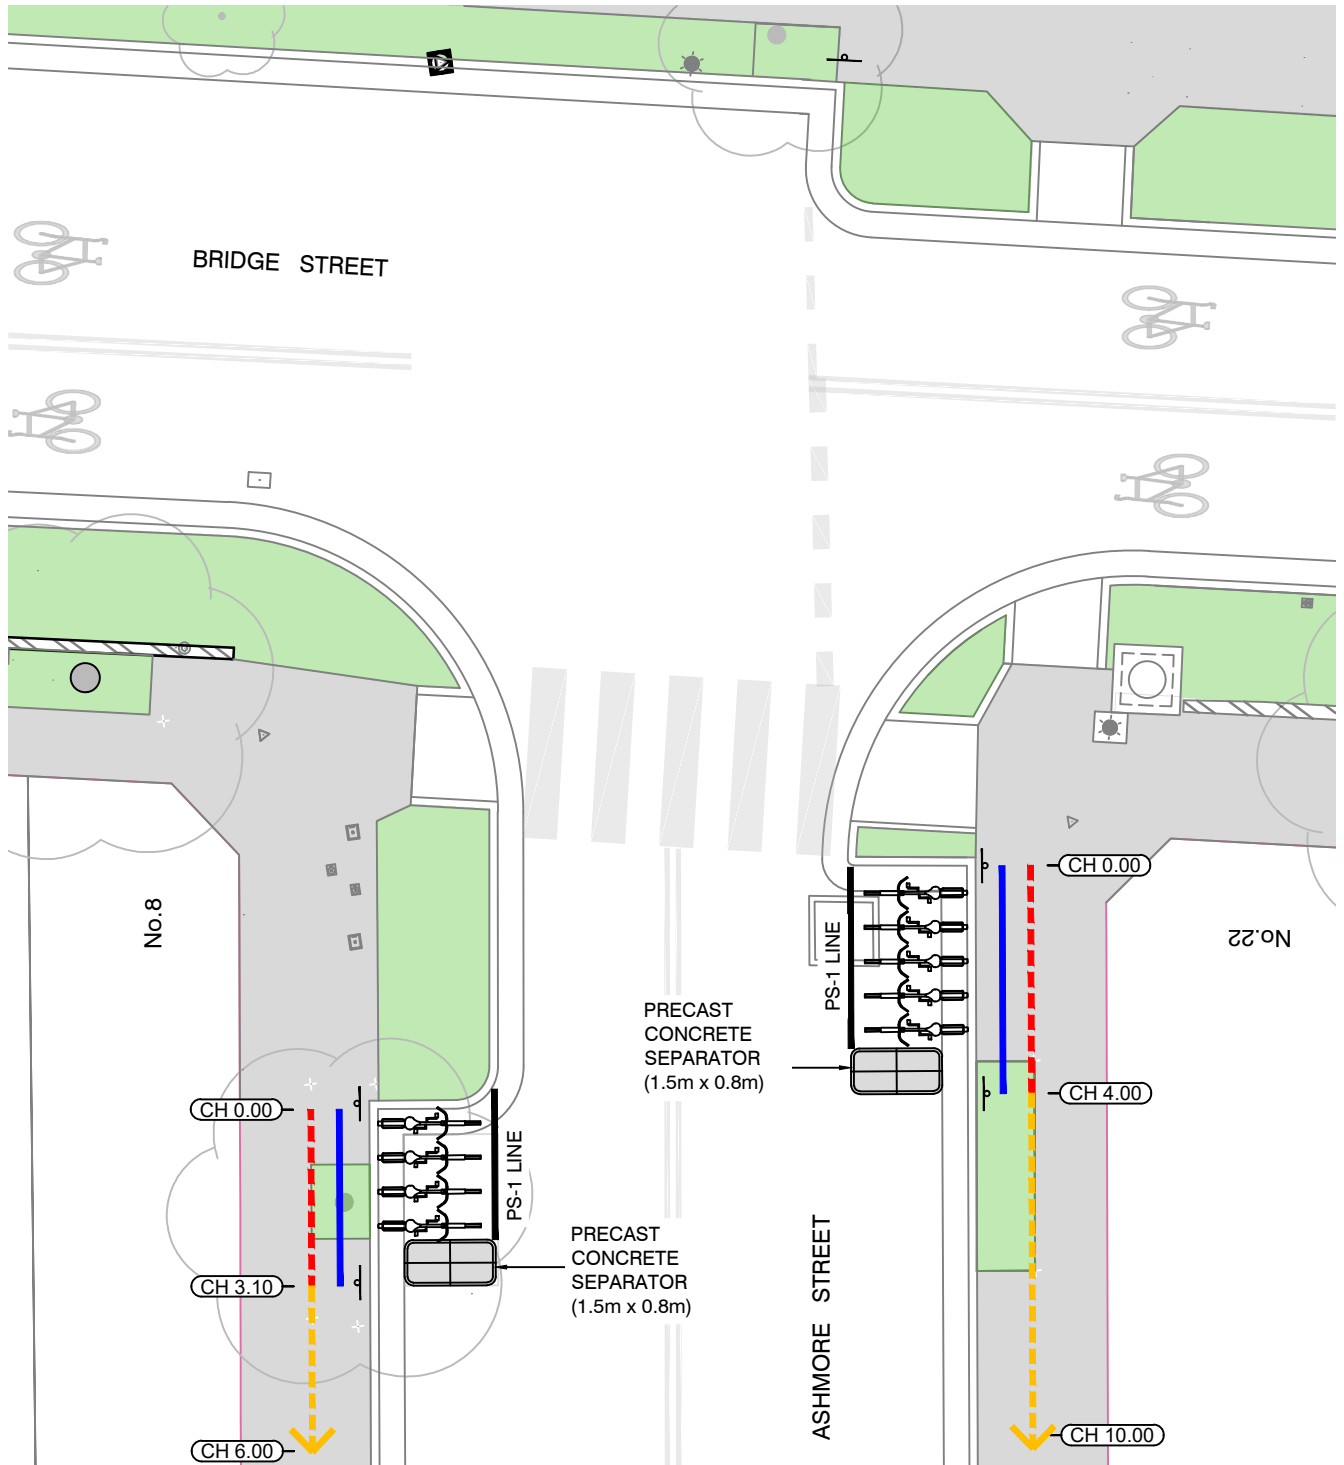 BRIDGE STREET
No.8
No.22
CH 0.00
PS-1 LINE
PRECAST
CONCRETE
SEPARATOR
(1.5m x 0.8m)
CH 4.00
CH 0.00
PS-1 LINE
PRECAST
CONCRETE
SEPARATOR
(1.5m x 0.8m)
CH 3.10
ASHMORE STREET
CH 6.00
CH 10.00